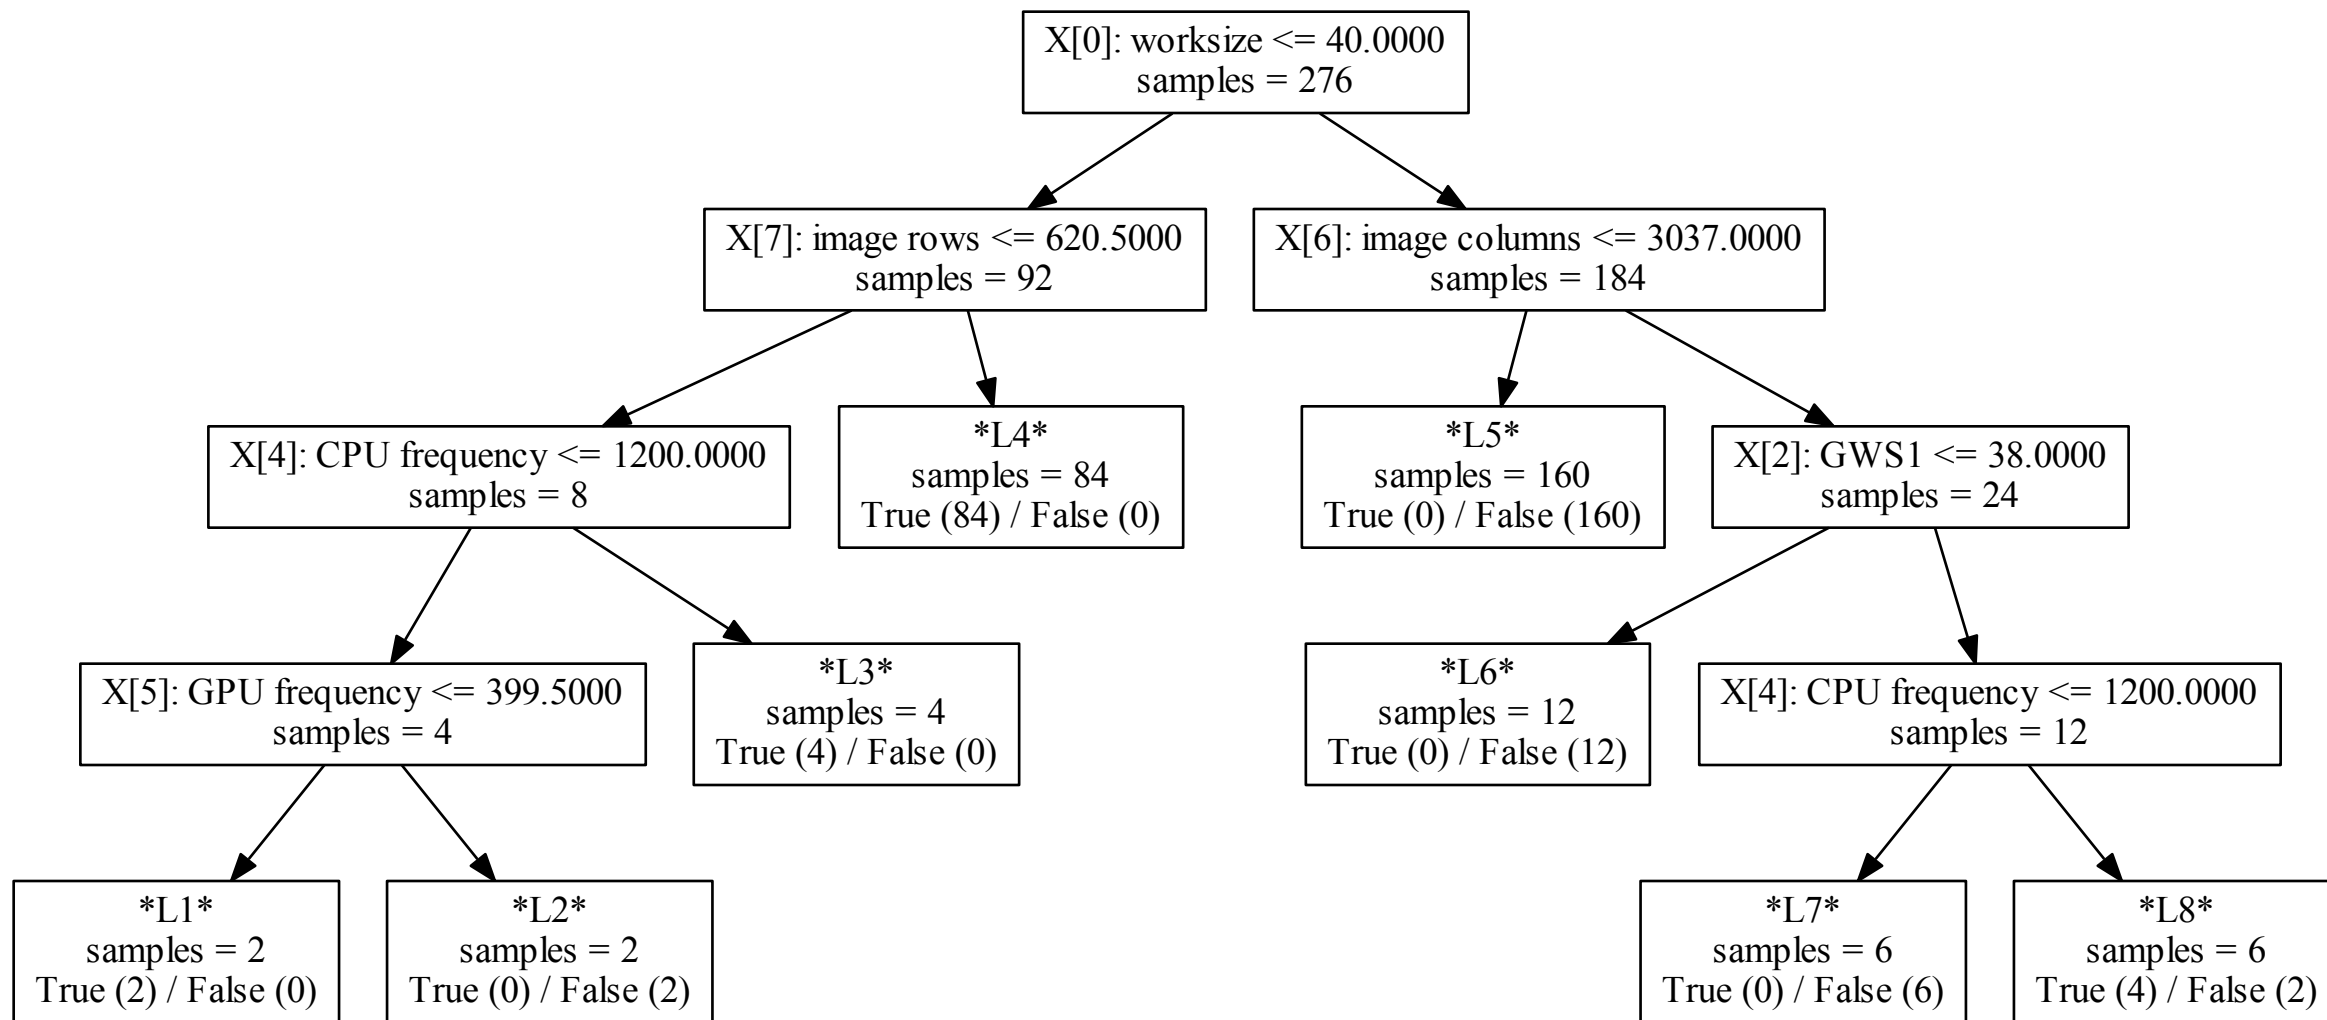 X[0]: worksize <= 40.0000
samples = 276
X[7]: image rows <= 620.5000
samples = 92
X[6]: image columns <= 3037.0000
samples = 184
X[4]: CPU frequency <= 1200.0000
samples = 8
*L4*
samples = 84
True (84) / False (0)
*L5*
samples = 160
True (0) / False (160)
X[2]: GWS1 <= 38.0000
samples = 24
X[5]: GPU frequency <= 399.5000
samples = 4
*L3*
samples = 4
True (4) / False (0)
*L6*
samples = 12
True (0) / False (12)
X[4]: CPU frequency <= 1200.0000
samples = 12
*L1*
samples = 2
True (2) / False (0)
*L2*
samples = 2
True (0) / False (2)
*L7*
samples = 6
True (0) / False (6)
*L8*
samples = 6
True (4) / False (2)